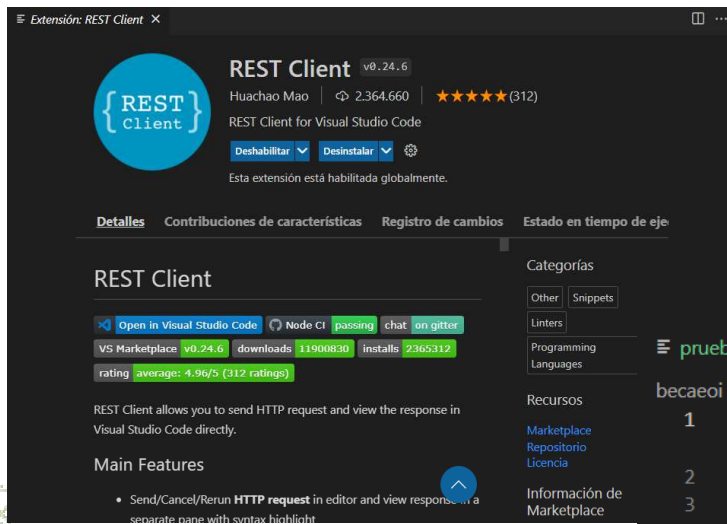 Extensión: REST Client
REST Client v0.24.6
Huachao Mao 2.364.660 (312)
REST Client for Visual Studio Code
Deshabilitar Desinstalar
Esta extensión está habilitada globalmente.
{REST
Client}
Detalles Contribuciones de características Registro de cambios Estado en tiempo de eje
REST Client
Open in Visual Studio Code Node CI passing chat on gitter
VS Marketplace v0.24.6 downloads 11900830 installs 2365312
rating average: 4.96/5 (312 ratings)
REST Client allows you to send HTTP request and view the response in
Visual Studio Code directly.
Main Features
• Send/Cancel/Rerun HTTP request in editor and view response in a
separate pane with syntax highlight
Categorías
Other Snippets
Linters
Programming
Languages
Recursos
Marketplace
Repositorio
Licencia
Información de
Marketplace
prueb
becaeoi
1
2
3